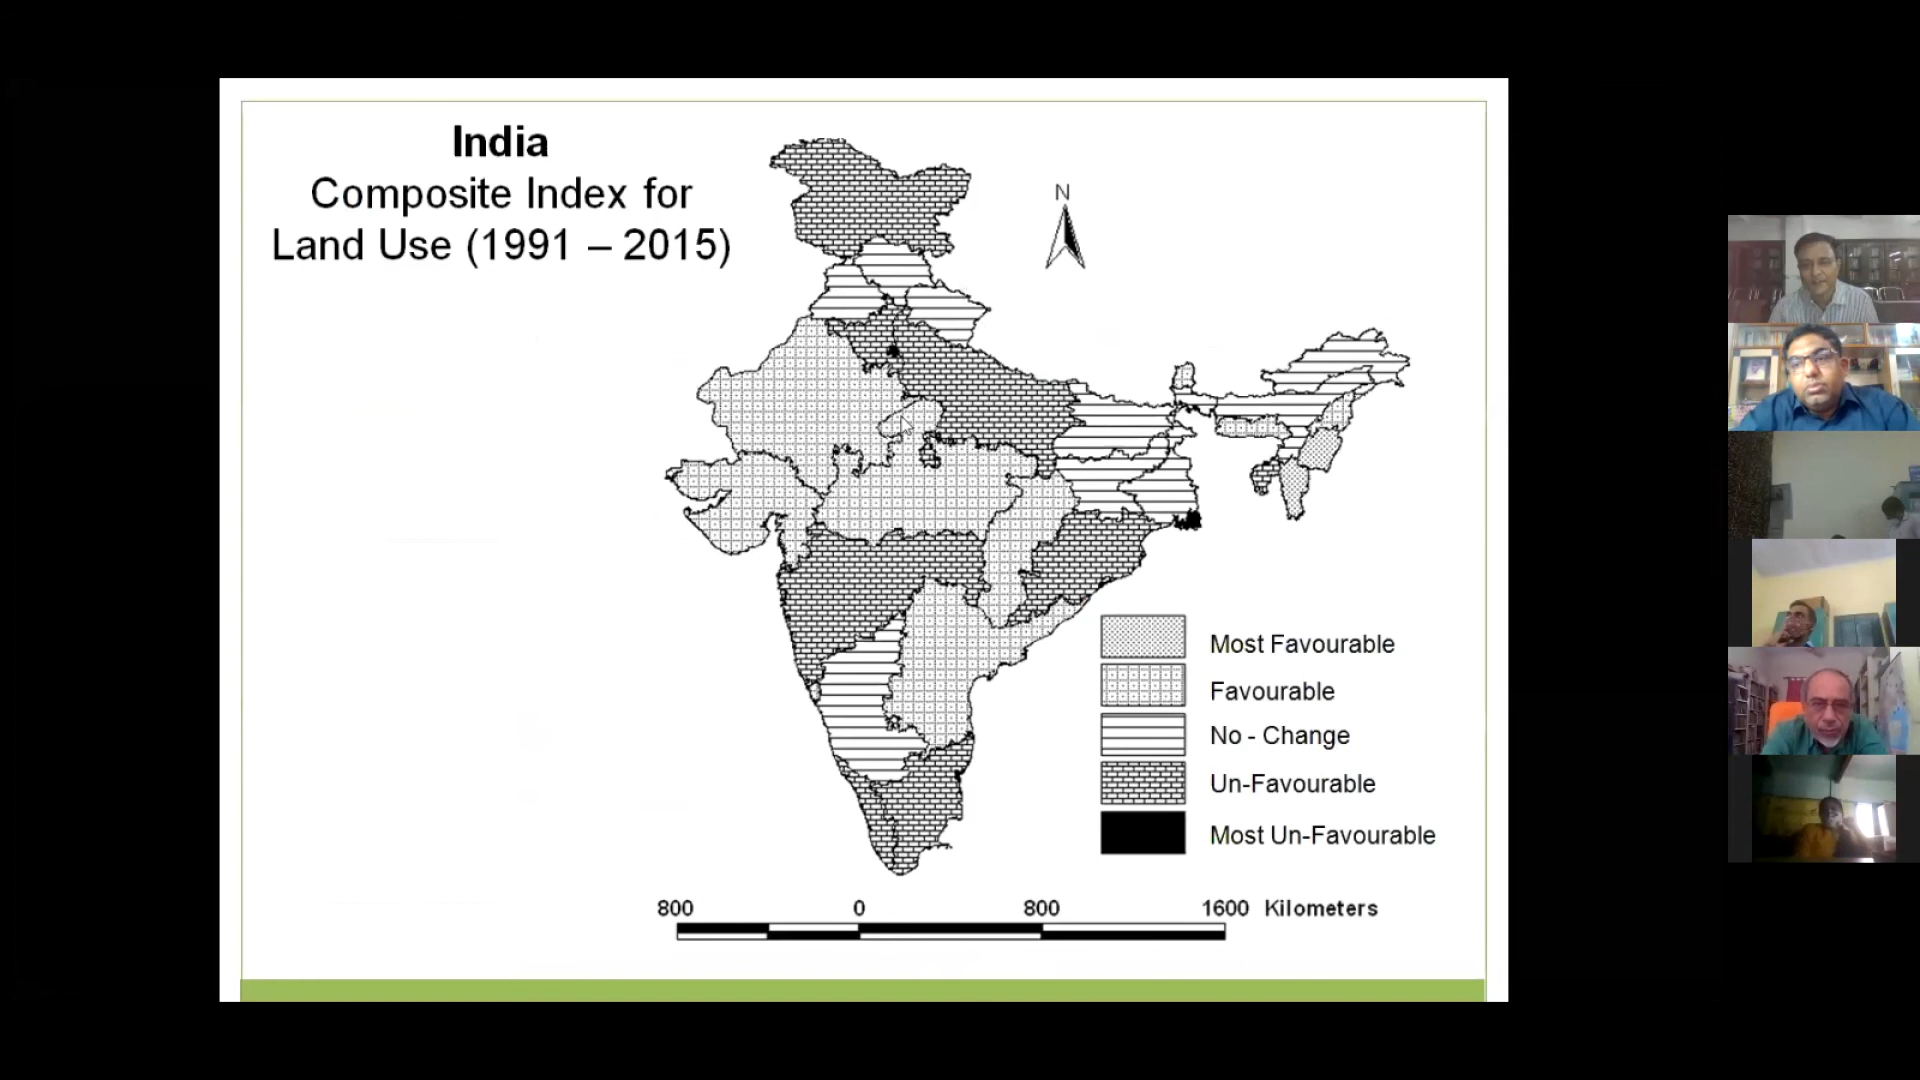 India
Composite Index for
Land Use (1991 – 2015)
N
Most Favourable
Favourable
No - Change
Un-Favourable
Most Un-Favourable
800 0 800 1600 Kilometers